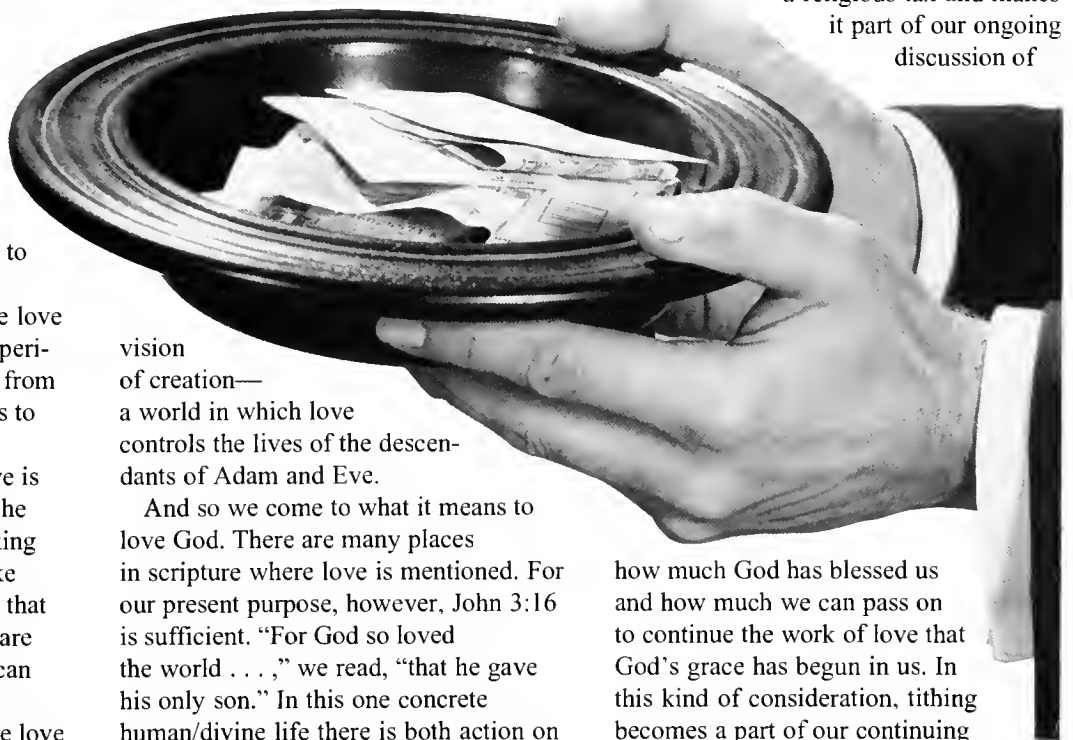 to
love
from
to
is
that
are
can
love
vision
of creation—
a world in which love
controls the lives of the descen-
dants of Adam and Eve.
And so we come to what it means to
love God. There are many places
in scripture where love is mentioned. For
our present purpose, however, John 3:16
is sufficient. “For God so loved
the world . . . ,” we read, “that he gave
his only son.” In this one concrete
human/divine life there is both action on
a religious tax and makes
it part of our ongoing
discussion of
how much God has blessed us
and how much we can pass on
to continue the work of love that
God’s grace has begun in us. In
this kind of consideration, tithing
becomes a part of our continuing